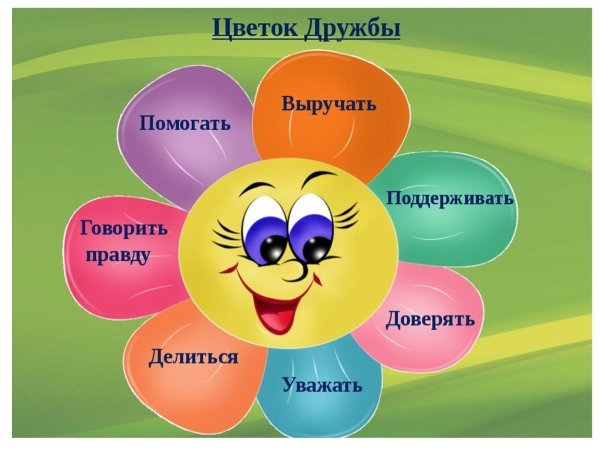 Цветок Дружбы
Выручать
Помогать
Поддерживать
Говорить
правду
Доверять
Делиться
Уважать